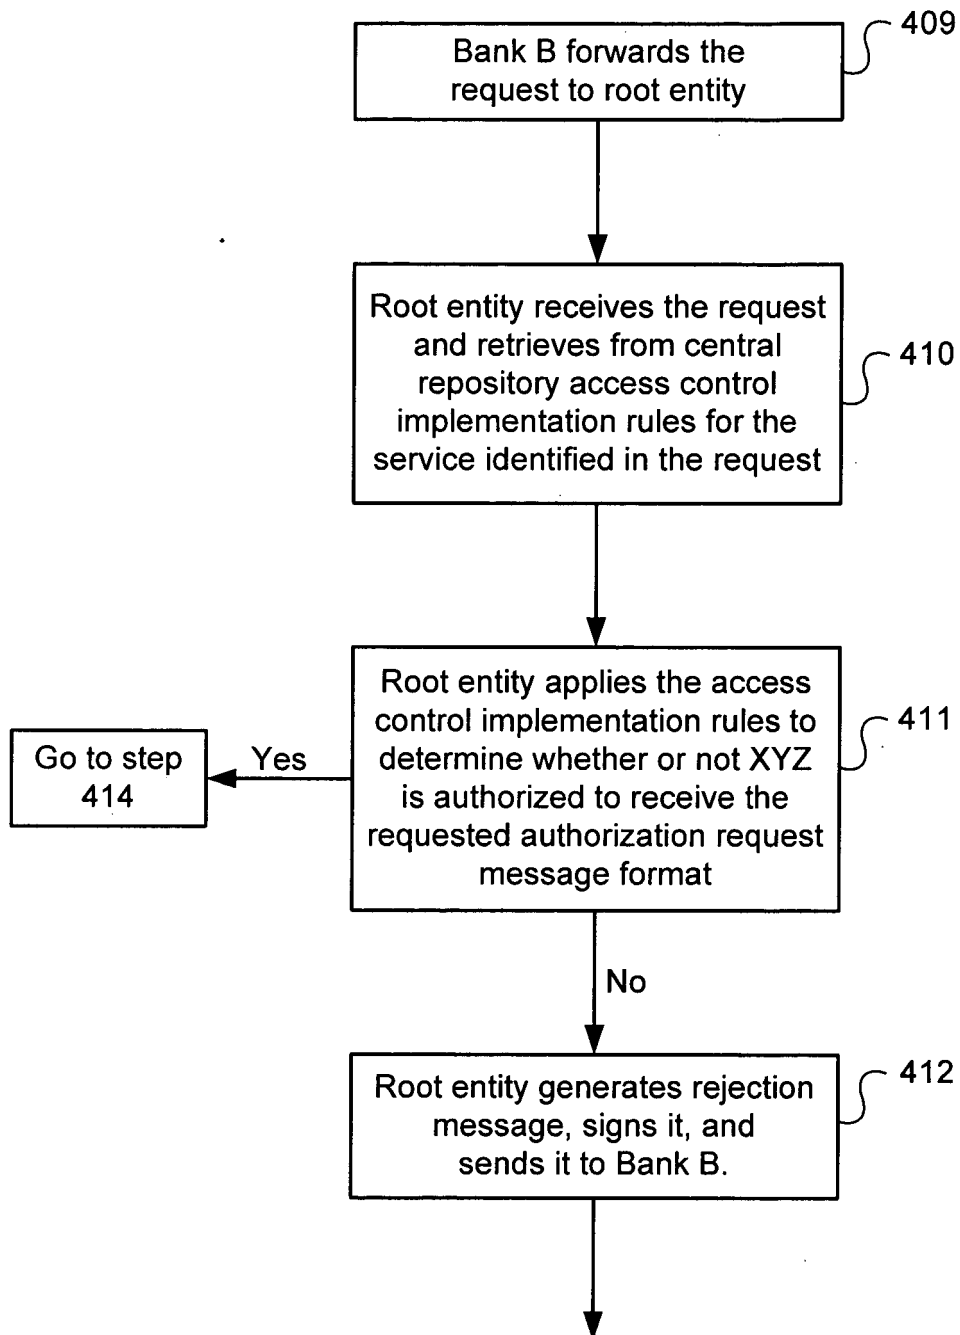 409
Bank B forwards the
request to root entity
410
Root entity receives the request
and retrieves from central
repository access control
implementation rules for the
service identified in the request
411
Root entity applies the access
control implementation rules to
determine whether or not XYZ
is authorized to receive the
requested authorization request
message format
Yes
Go to step
414
No
412
Root entity generates rejection
message, signs it, and
sends it to Bank B.